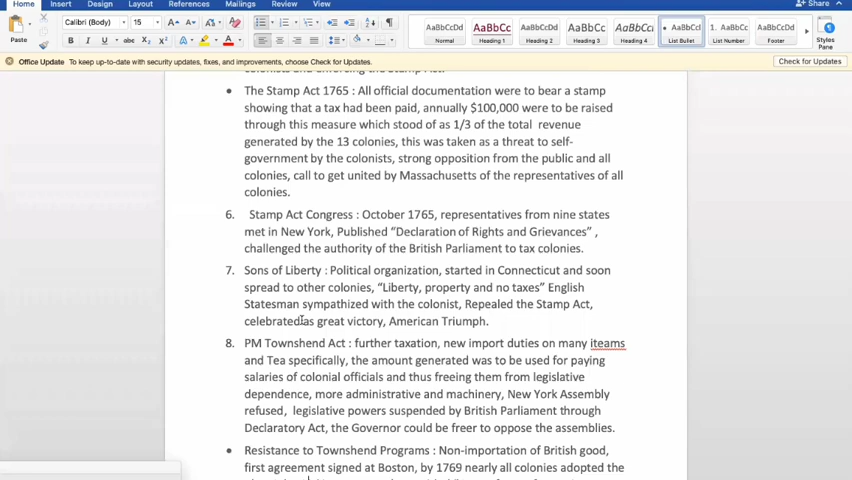 Home Insert Draw Design Layout References Mailings Review View Share
Calibri (Body) 15 A A Aa A
Paste B I U abc X₂ X² A A
AaBbCcDd AaBbCc AaBbCcDd AaBbCcI AaBbCc AaBbCcI 1. AaBbCc AaBbCcDd
Normal Heading 1 Heading 2 Heading 3 Heading 4 List Bullet List Number Footer Styles Pane
Office Update To keep up-to-date with security updates, fixes, and improvements, choose Check for Updates. Check for Updates
colonists and enforcing the Stamp Act.
• The Stamp Act 1765 : All official documentation were to bear a stamp
showing that a tax had been paid, annually $100,000 were to be raised
through this measure which stood of as 1/3 of the total revenue
generated by the 13 colonies, this was taken as a threat to self-
government by the colonists, strong opposition from the public and all
colonies, call to get united by Massachusetts of the representatives of all
colonies.
6. Stamp Act Congress : October 1765, representatives from nine states
met in New York, Published “Declaration of Rights and Grievances” ,
challenged the authority of the British Parliament to tax colonies.
7. Sons of Liberty : Political organization, started in Connecticut and soon
spread to other colonies, “Liberty, property and no taxes” English
Statesman sympathized with the colonist, Repealed the Stamp Act,
celebrated as great victory, American Triumph.
8. PM Townshend Act : further taxation, new import duties on many iteams
and Tea specifically, the amount generated was to be used for paying
salaries of colonial officials and thus freeing them from legislative
dependence, more administrative and machinery, New York Assembly
refused, legislative powers suspended by British Parliament through
Declaratory Act, the Governor could be freer to oppose the assemblies.
• Resistance to Townshend Programs : Non-importation of British good,
first agreement signed at Boston, by 1769 nearly all colonies adopted the